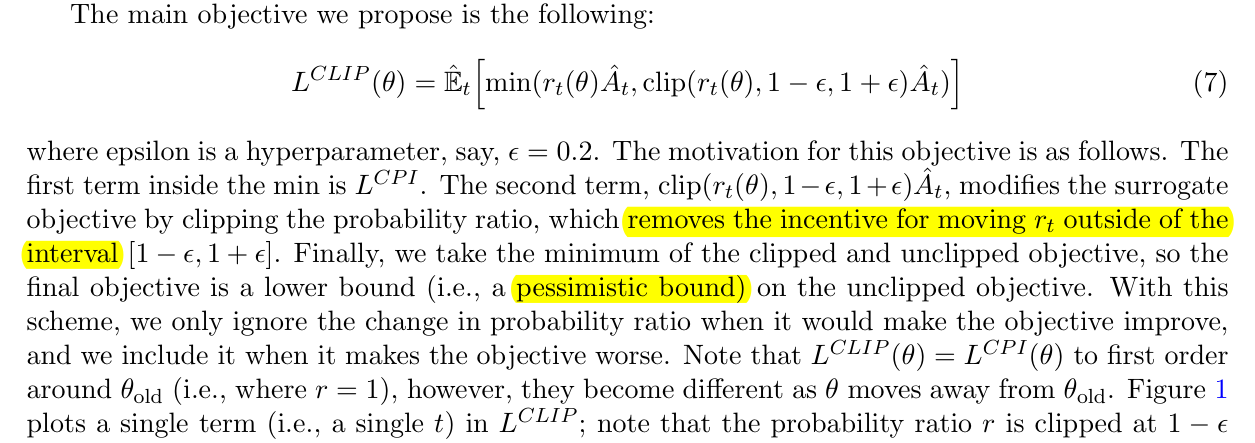 The main objective we propose is the following:
L^{CLIP}(θ) = Ê_t[min(r_t(θ)Â_t, clip(r_t(θ), 1 − ϵ, 1 + ϵ)Â_t)] (7)
where epsilon is a hyperparameter, say, ϵ = 0.2. The motivation for this objective is as follows. The
first term inside the min is L^{CPI}. The second term, clip(r_t(θ), 1−ϵ, 1+ϵ)Â_t, modifies the surrogate
objective by clipping the probability ratio, which removes the incentive for moving r_t outside of the
interval [1 − ϵ, 1 + ϵ]. Finally, we take the minimum of the clipped and unclipped objective, so the
final objective is a lower bound (i.e., a pessimistic bound) on the unclipped objective. With this
scheme, we only ignore the change in probability ratio when it would make the objective improve,
and we include it when it makes the objective worse. Note that L^{CLIP}(θ) = L^{CPI}(θ) to first order
around θ_old (i.e., where r = 1), however, they become different as θ moves away from θ_old. Figure 1
plots a single term (i.e., a single t) in L^{CLIP}; note that the probability ratio r is clipped at 1 − ϵ